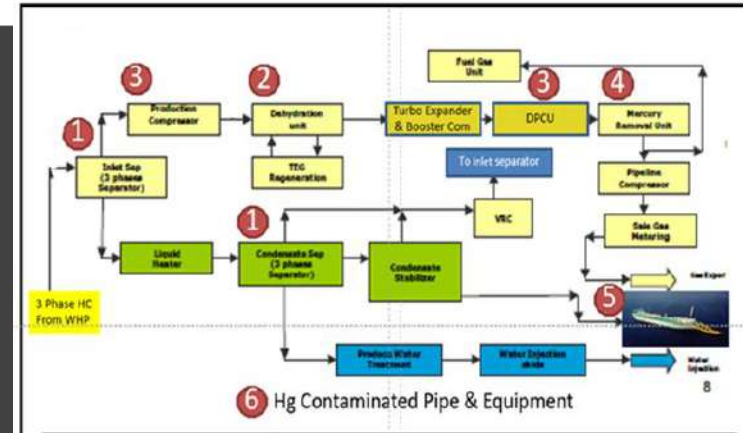 Fuel Gas
Unit
3
2
3
4
Production
Compressor
Dehydration
unit
Turbo Expander
& Booster Com
DPCU
Mercury
Removal Unit
1
Inlet Sep
(3 phases
Separator)
TEG
Regeneration
To inlet separator
Pipeline
Compressor
1
VRC
Sale Gas
Metering
Liquid
Heater
Condensate Sep
(3 phases
Separator)
Condensate
Stabilizer
Gas Export
3 Phase HC
From WHP
5
Produce Water
Treatment
Water Injection
Water
Injection
8
6 Hg Contaminated Pipe & Equipment